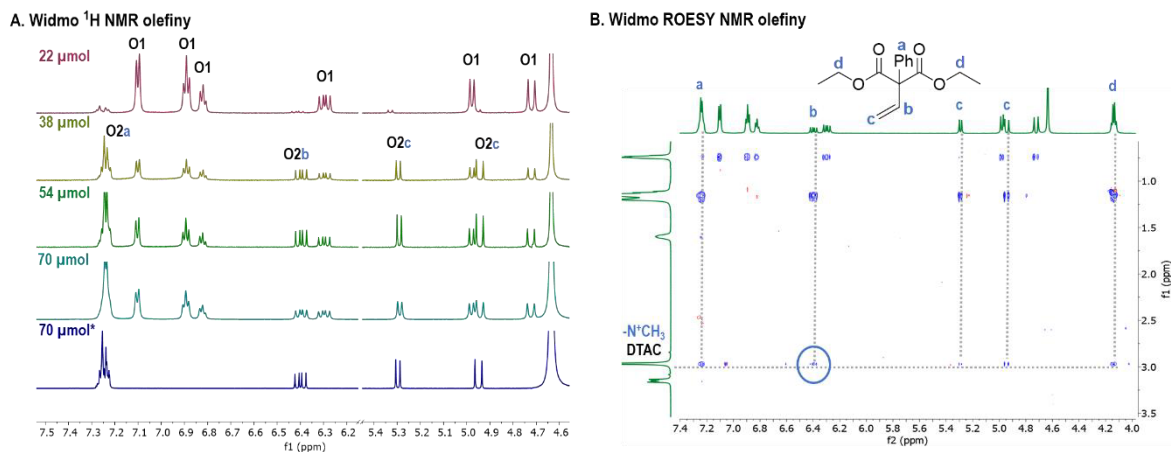 A. Widmo ¹H NMR olefiny
22 µmol
O1
O1
O1
O1
O1
O1
38 µmol
O2a
O2b
O2c
O2c
54 µmol
70 µmol
70 µmol*
7.5 7.4 7.3 7.2 7.1 7.0 6.9 6.8 6.7 6.6 6.5 6.4 6.3 6.2 5.4 5.3 5.2 5.1 5.0 4.9 4.8 4.7 4.6
f1 (ppm)
B. Widmo ROESY NMR olefiny
a
d
O
Ph
O
d
O
O
c
b
a
b
c
c
d
-N⁺CH₃
DTAC
1.0
1.5
2.0
2.5
3.0
3.5
f1 (ppm)
7.4 7.2 7.0 6.8 6.6 6.4 6.2 6.0 5.8 5.6 5.4 5.2 5.0 4.8 4.6 4.4 4.2 4.0
f2 (ppm)